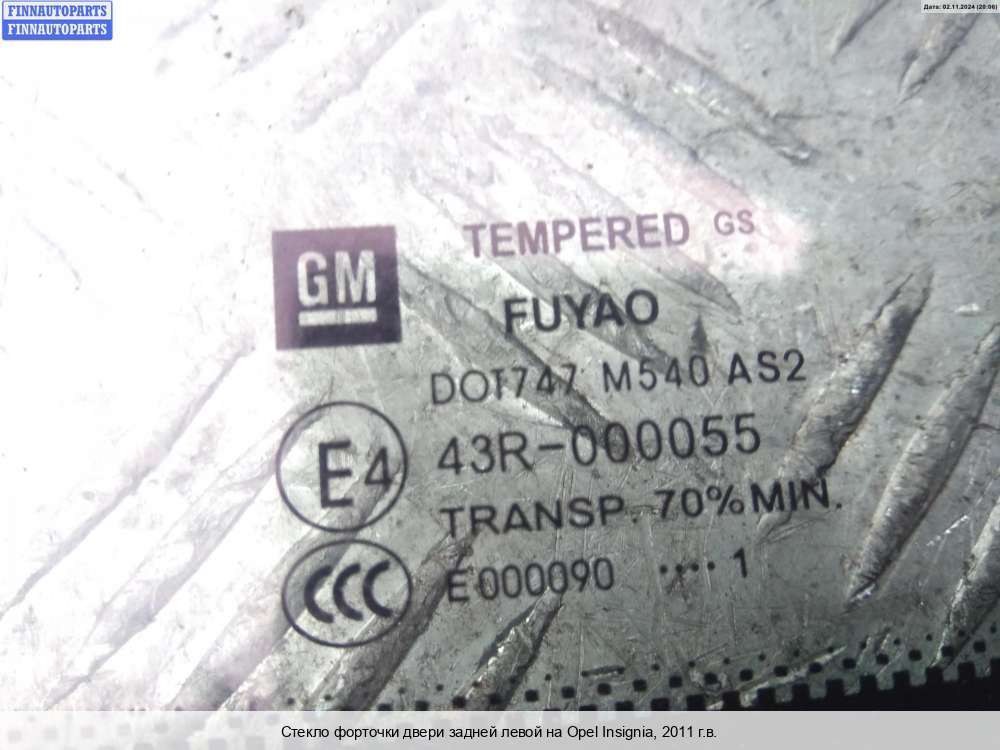 FINNAUTOPARTS
FINNAUTOPARTS
Дата: 02.11.2024 (20:06)
GM
TEMPERED GS
FUYAO
DOT747 M540 AS2
E4
43R-000055
TRANSP. 70% MIN.
CCC
E000090 .... 1
Стекло форточки двери задней левой на Opel Insignia, 2011 г.в.